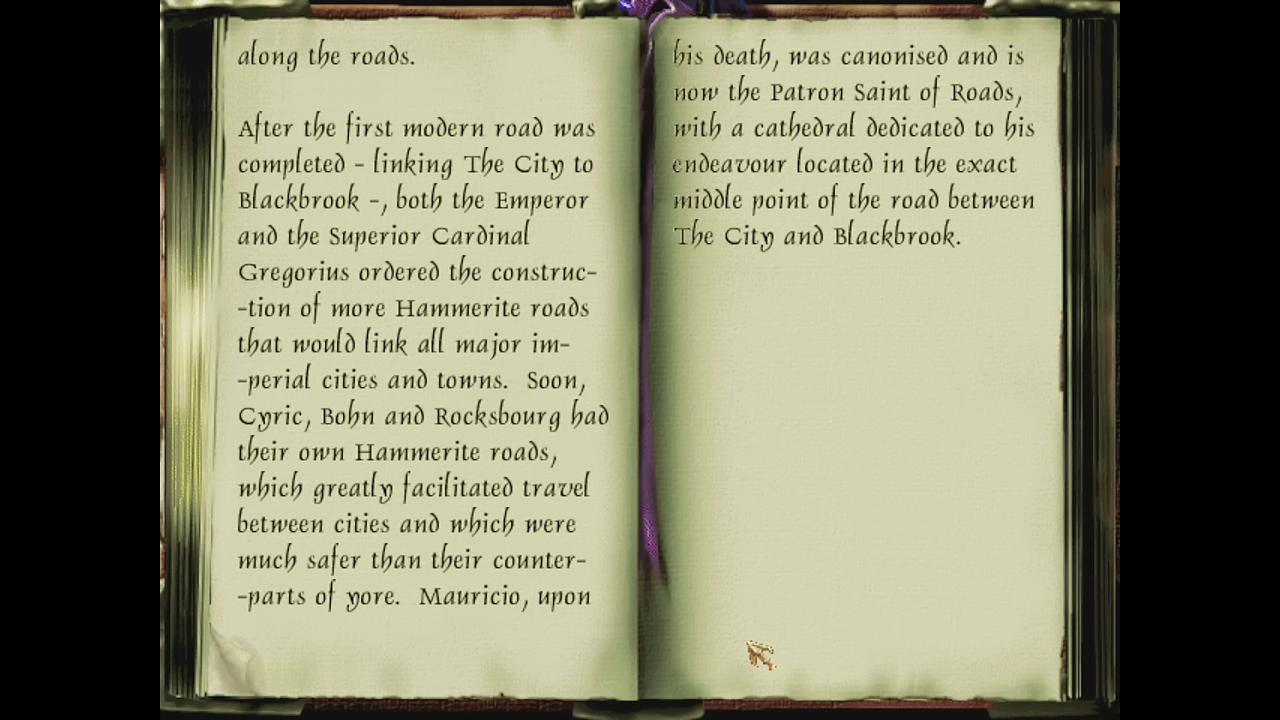 along the roads.
After the first modern road was
completed - linking The City to
Blackbrook -, both the Emperor
and the Superior Cardinal
Gregorius ordered the construc-
-tion of more Hammerite roads
that would link all major im-
-perial cities and towns.  Soon,
Cyric, Bohn and Rocksbourg had
their own Hammerite roads,
which greatly facilitated travel
between cities and which were
much safer than their counter-
-parts of yore.  Mauricio, upon
his death, was canonised and is
now the Patron Saint of Roads,
with a cathedral dedicated to his
endeavour located in the exact
middle point of the road between
The City and Blackbrook.